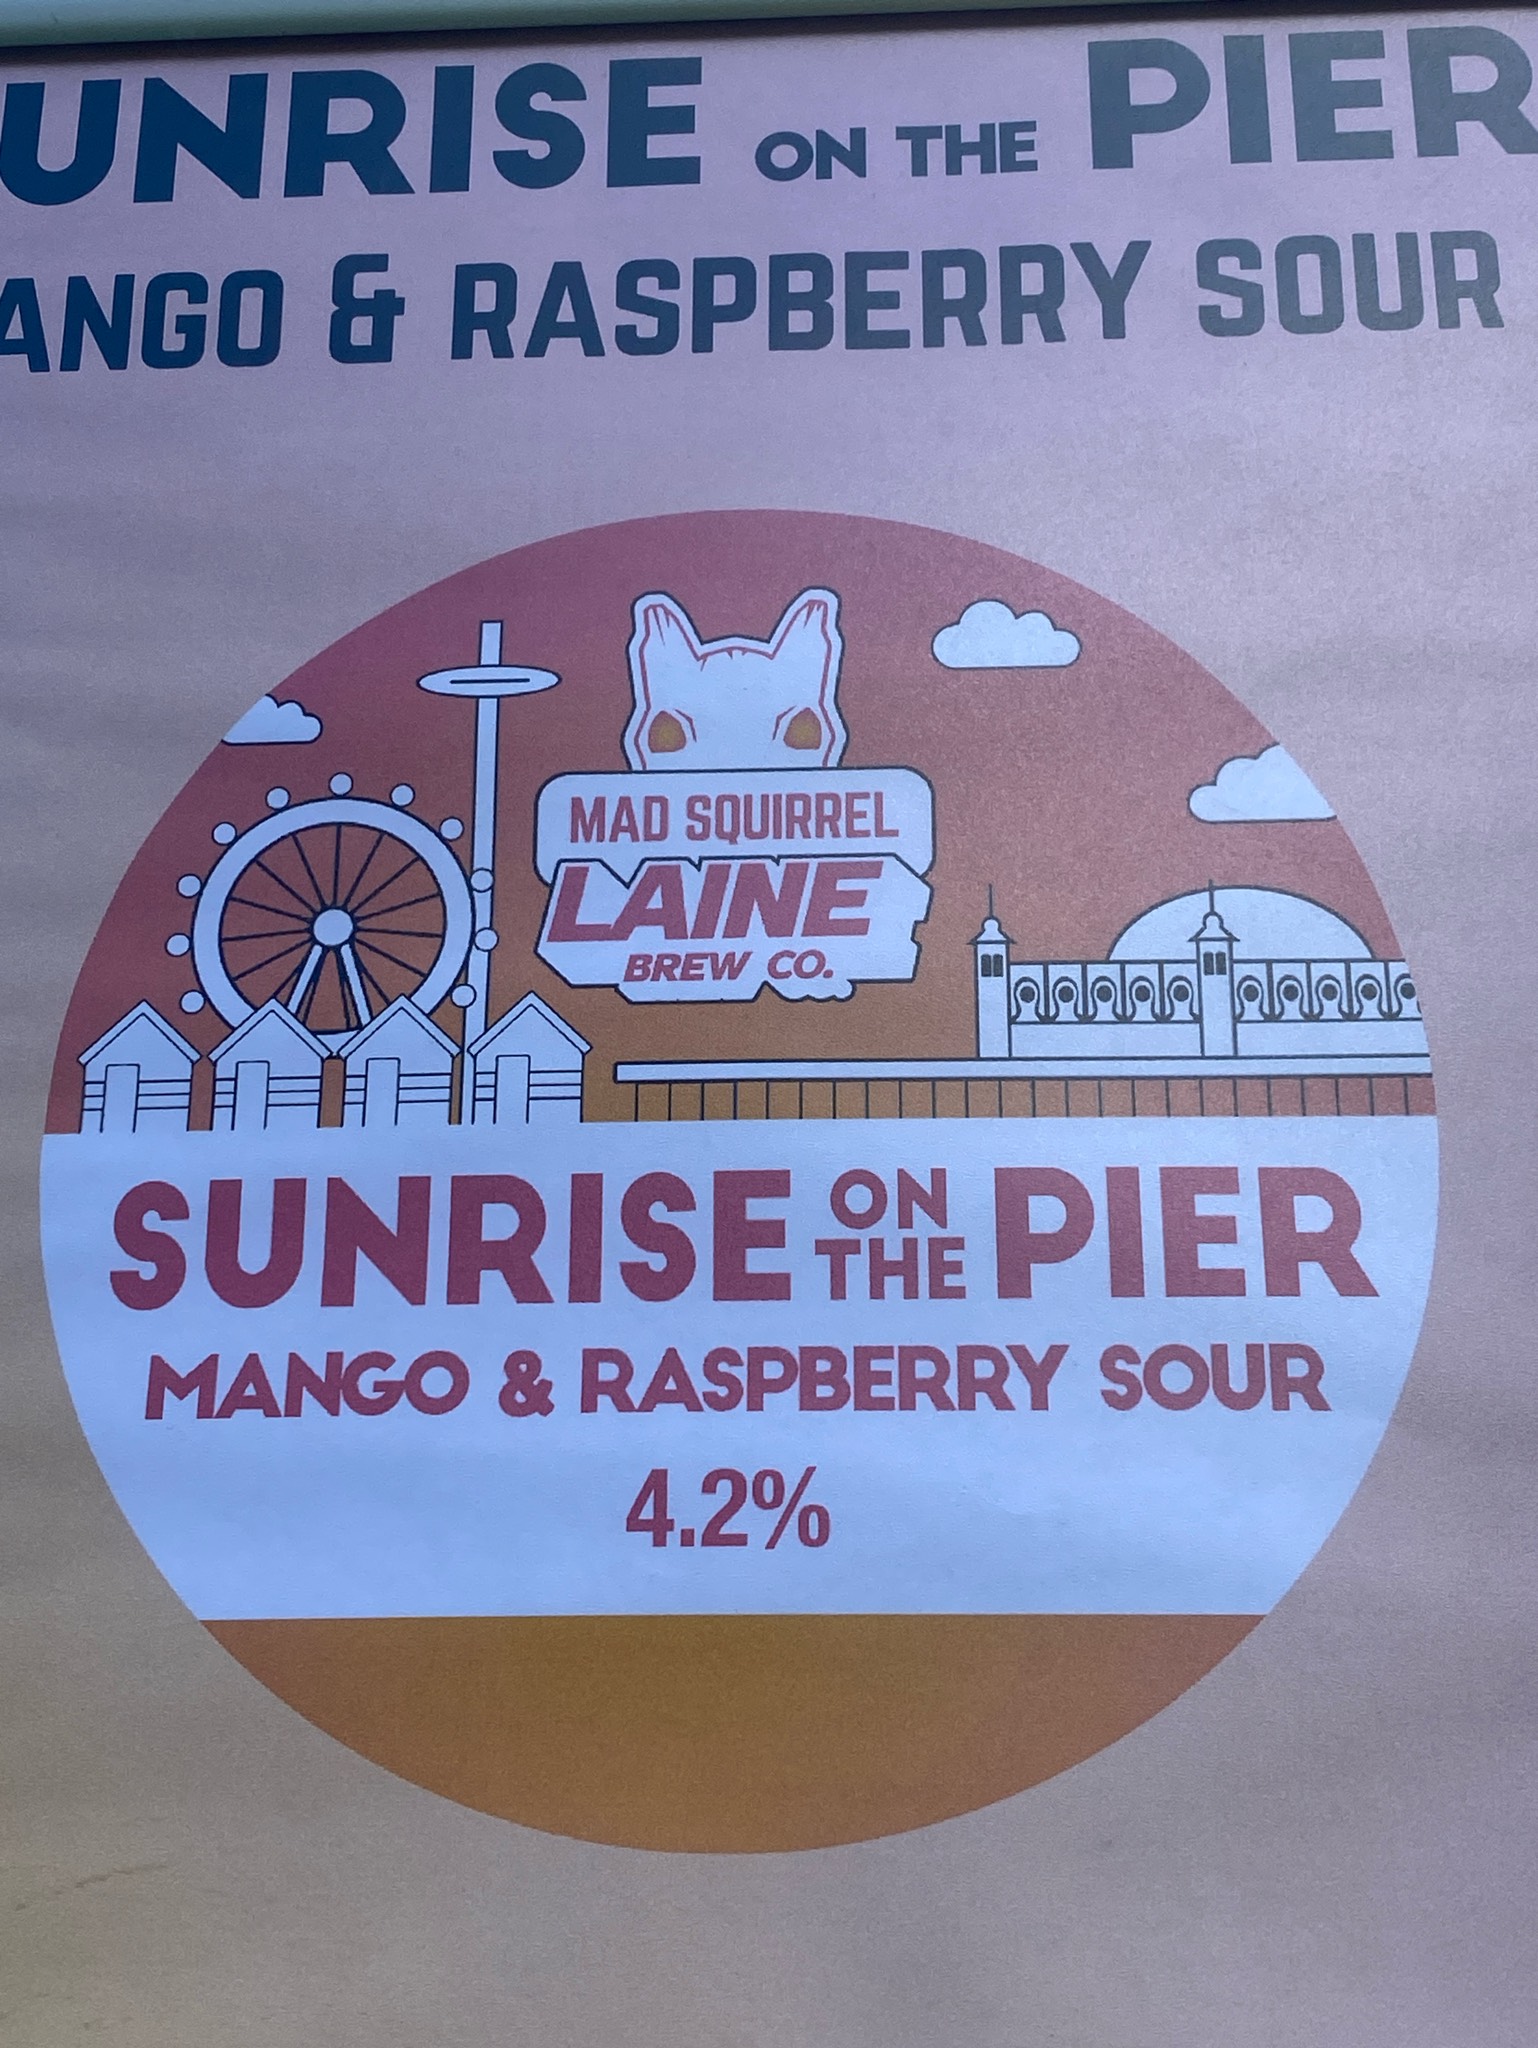 UNRISE ON THE PIER
ANGO & RASPBERRY SOUR
MAD SQUIRREL
LAINE
BREW CO.
SUNRISE ON THE PIER
MANGO & RASPBERRY SOUR
4.2%